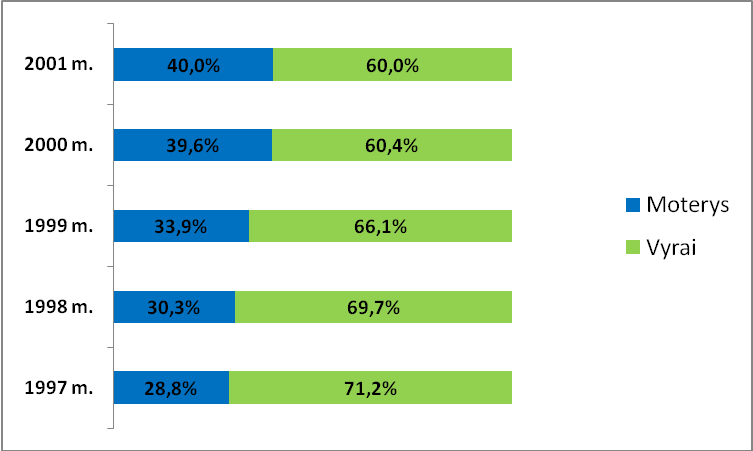 2001 m. 40,0% 60,0%
2000 m. 39,6% 60,4%
1999 m. 33,9% 66,1%
1998 m. 30,3% 69,7%
1997 m. 28,8% 71,2%
Moterys
Vyrai